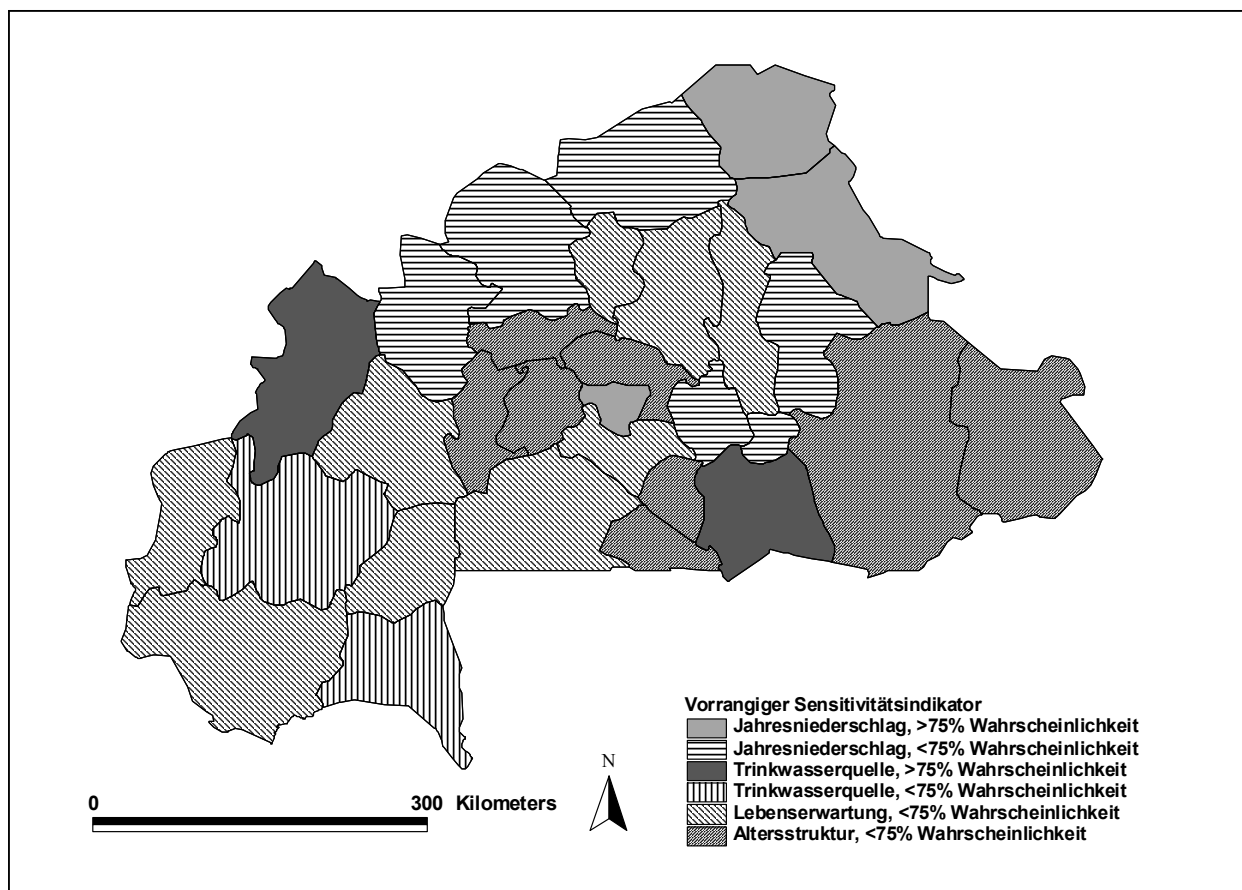 Vorrangiger Sensitivitätsindikator
Jahresniederschlag, >75% Wahrscheinlichkeit
Jahresniederschlag, <75% Wahrscheinlichkeit
Trinkwasserquelle, >75% Wahrscheinlichkeit
Trinkwasserquelle, <75% Wahrscheinlichkeit
Lebenserwartung, <75% Wahrscheinlichkeit
Altersstruktur, <75% Wahrscheinlichkeit
N
0 300 Kilometers